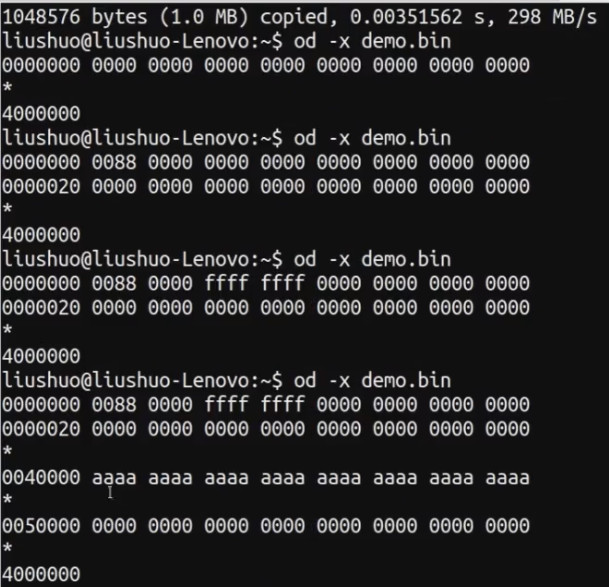 1048576 bytes (1.0 MB) copied, 0.00351562 s, 298 MB/s
liushuo@liushuo-Lenovo:~$ od -x demo.bin
0000000 0000 0000 0000 0000 0000 0000 0000 0000
*
4000000
liushuo@liushuo-Lenovo:~$ od -x demo.bin
0000000 0088 0000 0000 0000 0000 0000 0000 0000
0000020 0000 0000 0000 0000 0000 0000 0000 0000
*
4000000
liushuo@liushuo-Lenovo:~$ od -x demo.bin
0000000 0088 0000 ffff ffff 0000 0000 0000 0000
0000020 0000 0000 0000 0000 0000 0000 0000 0000
*
4000000
liushuo@liushuo-Lenovo:~$ od -x demo.bin
0000000 0088 0000 ffff ffff 0000 0000 0000 0000
0000020 0000 0000 0000 0000 0000 0000 0000 0000
*
0040000 aaaa aaaa aaaa aaaa aaaa aaaa aaaa aaaa
*
0050000 0000 0000 0000 0000 0000 0000 0000 0000
*
4000000